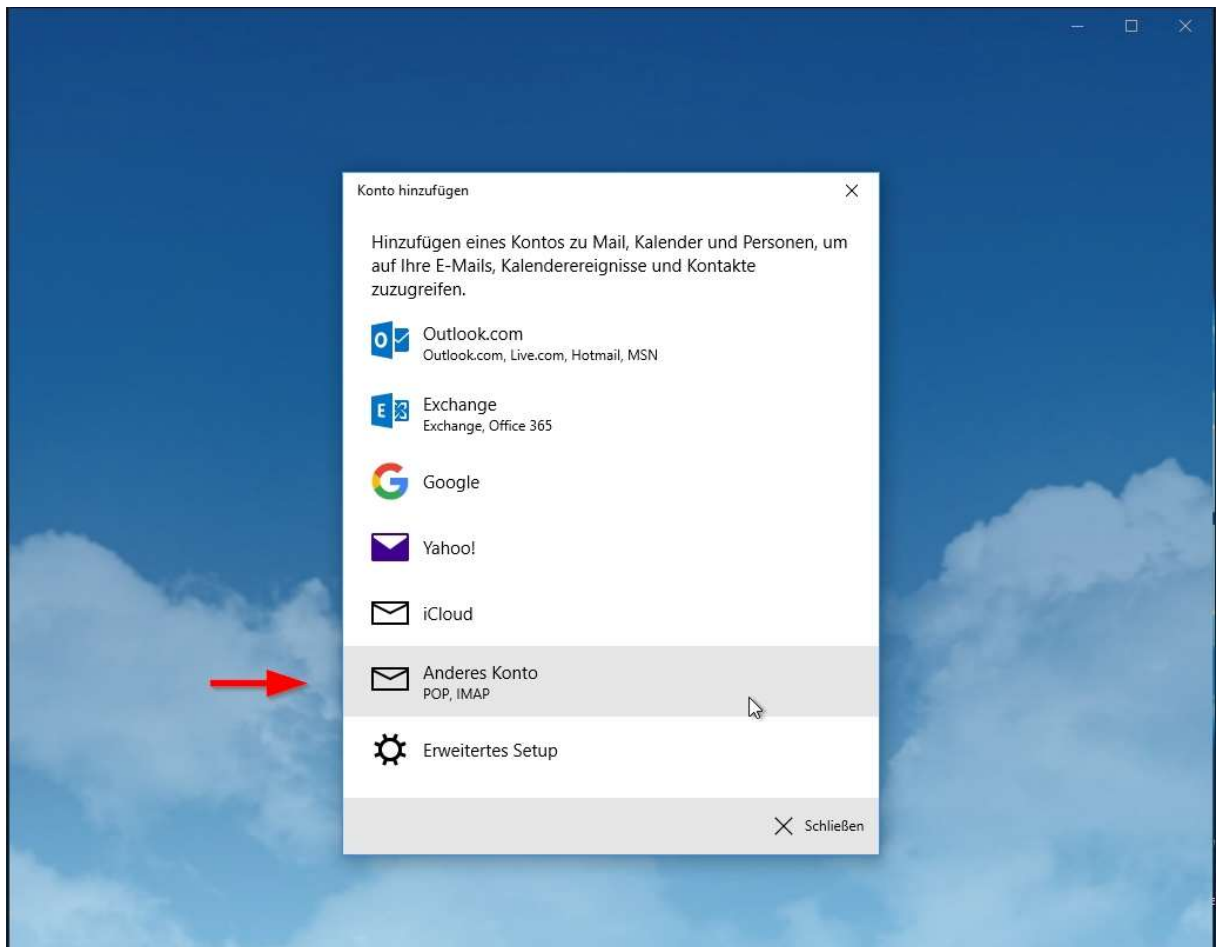 Konto hinzufügen
Hinzufügen eines Kontos zu Mail, Kalender und Personen, um
auf Ihre E-Mails, Kalenderereignisse und Kontakte
zuzugreifen.
Outlook.com
Outlook.com, Live.com, Hotmail, MSN
Exchange
Exchange, Office 365
Google
Yahoo!
iCloud
Anderes Konto
POP, IMAP
Erweitertes Setup
Schließen